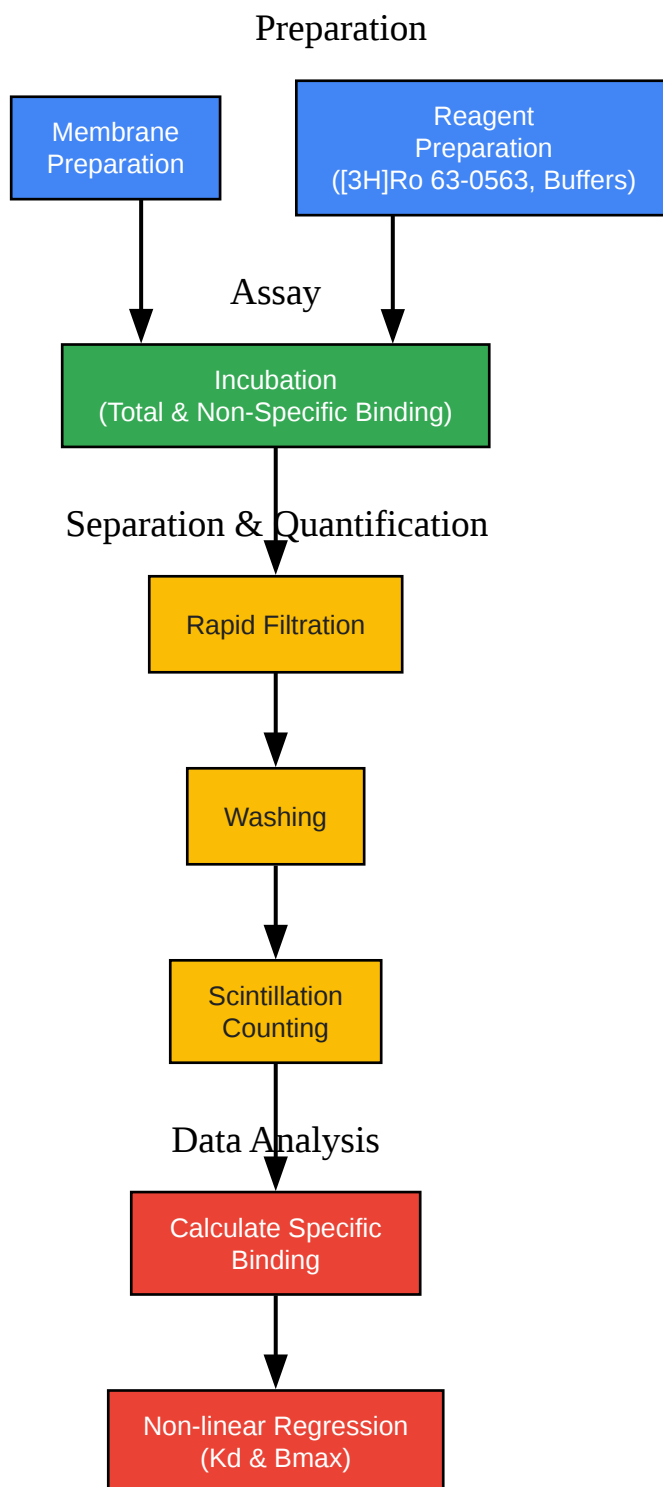 Preparation
Membrane
Preparation
Reagent
Preparation
([3H]Ro 63-0563, Buffers)
Assay
Incubation
(Total & Non-Specific Binding)
Separation & Quantification
Rapid Filtration
Washing
Scintillation
Counting
Data Analysis
Calculate Specific
Binding
Non-linear Regression
(Kd & Bmax)